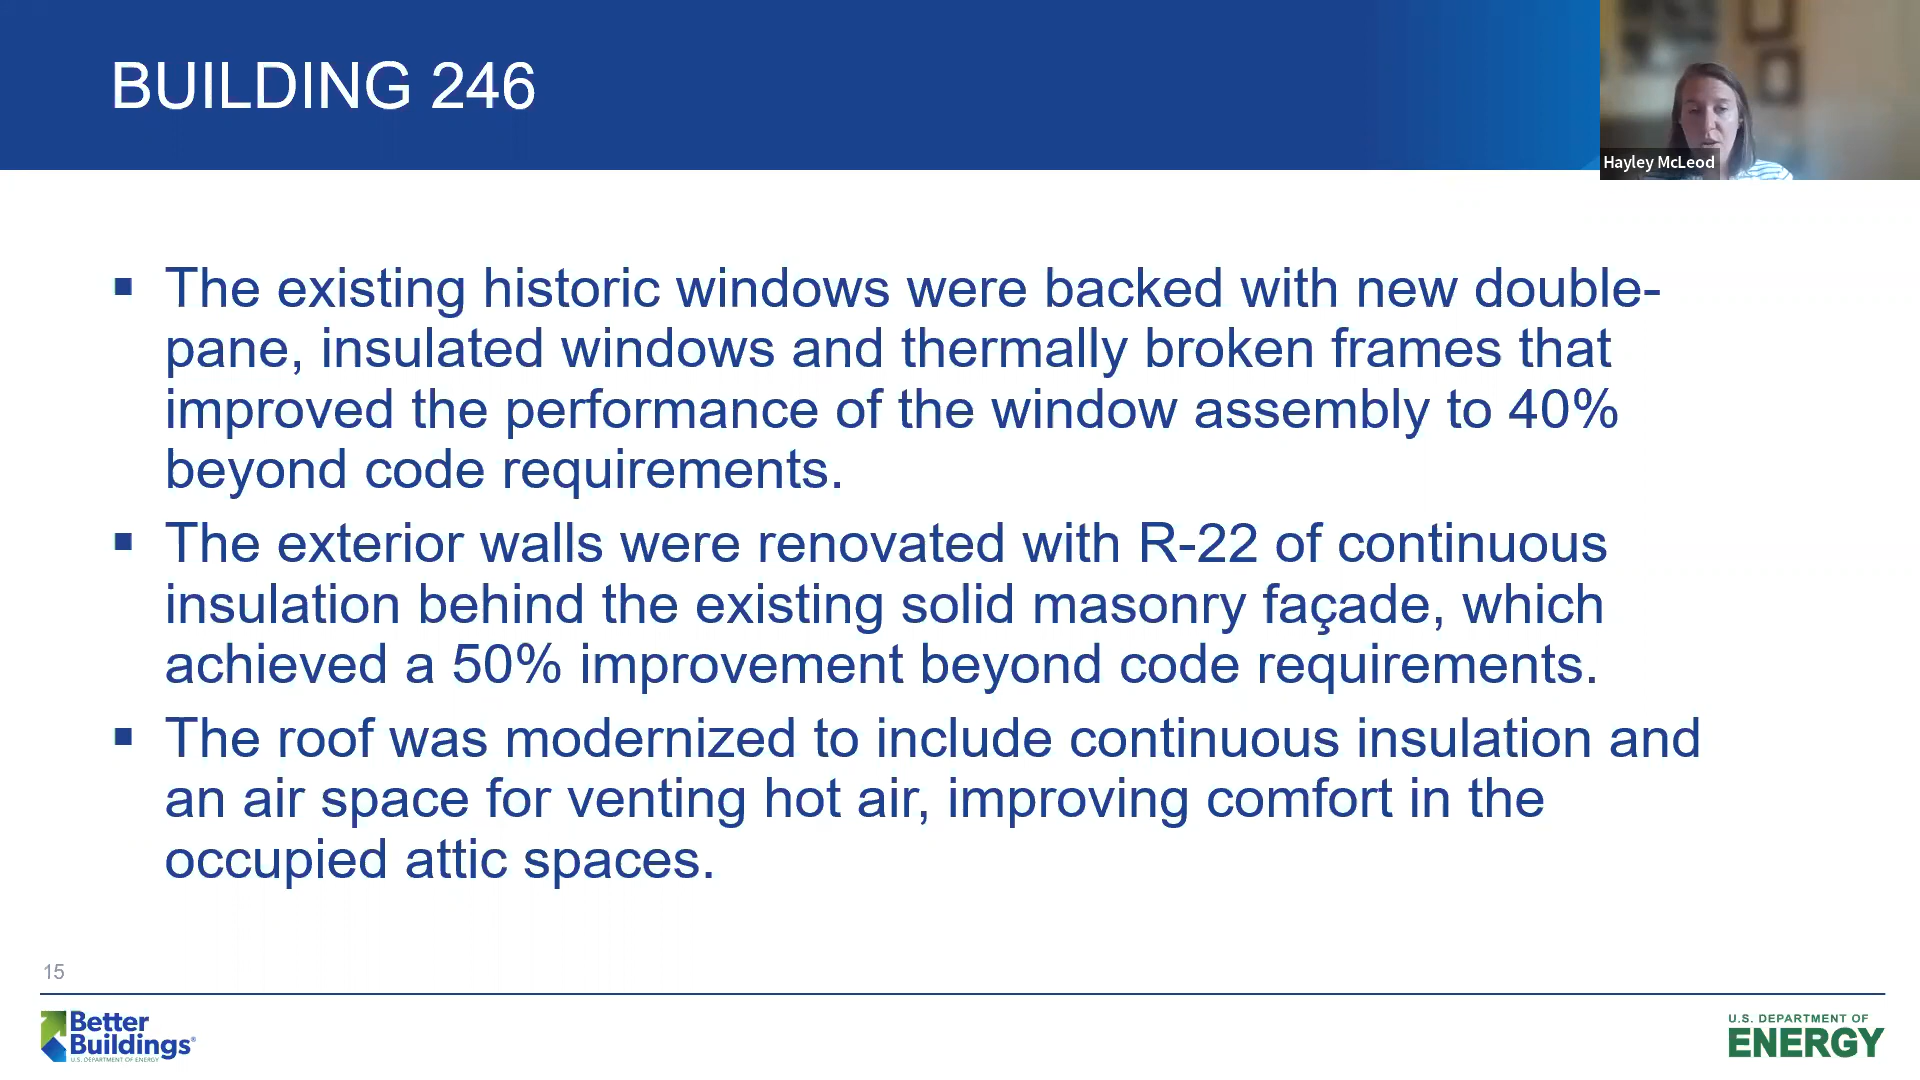 BUILDING 246
Hayley McLeod
▪ The existing historic windows were backed with new double-
pane, insulated windows and thermally broken frames that
improved the performance of the window assembly to 40%
beyond code requirements.
▪ The exterior walls were renovated with R-22 of continuous
insulation behind the existing solid masonry façade, which
achieved a 50% improvement beyond code requirements.
▪ The roof was modernized to include continuous insulation and
an air space for venting hot air, improving comfort in the
occupied attic spaces.
15
Better
Buildings®
U.S. DEPARTMENT OF ENERGY
U.S. DEPARTMENT OF
ENERGY